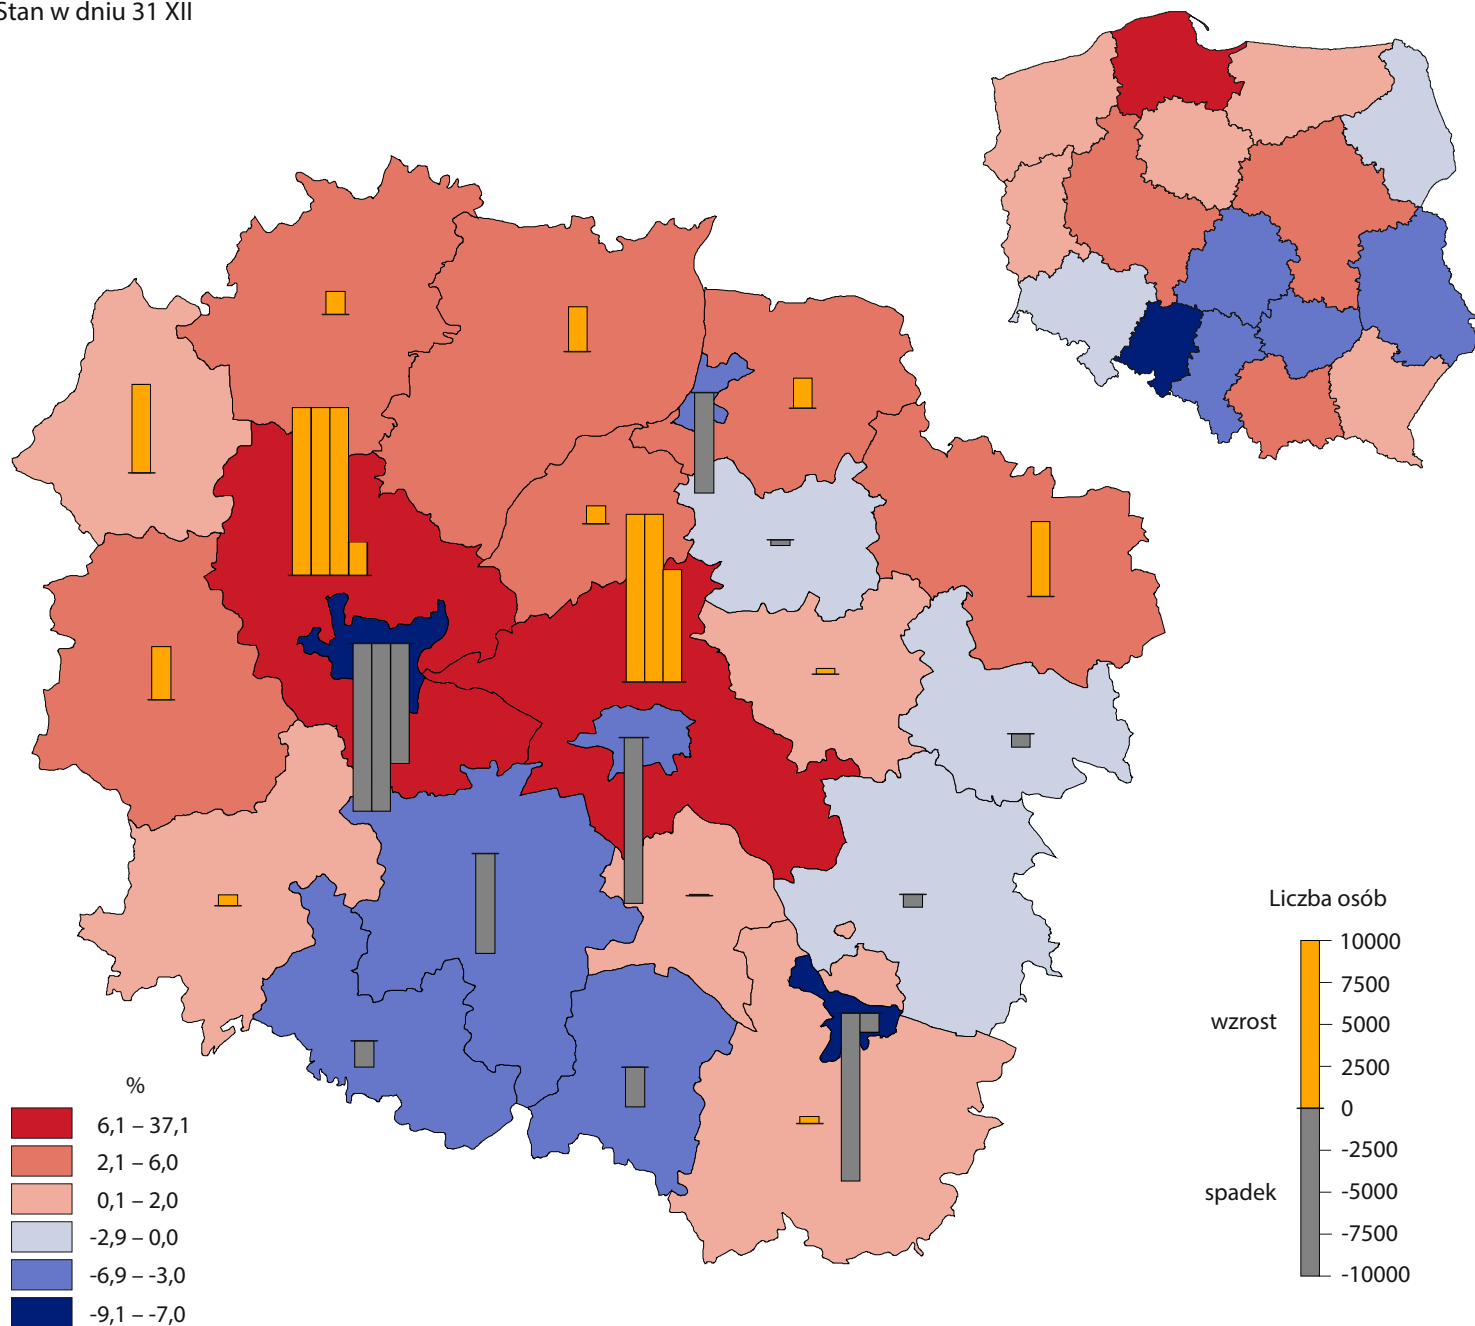 Stan w dniu 31 XII
%
6,1 – 37,1
2,1 – 6,0
0,1 – 2,0
-2,9 – 0,0
-6,9 – -3,0
-9,1 – -7,0
Liczba osób
10000
7500
wzrost
5000
2500
0
-2500
spadek
-5000
-7500
-10000